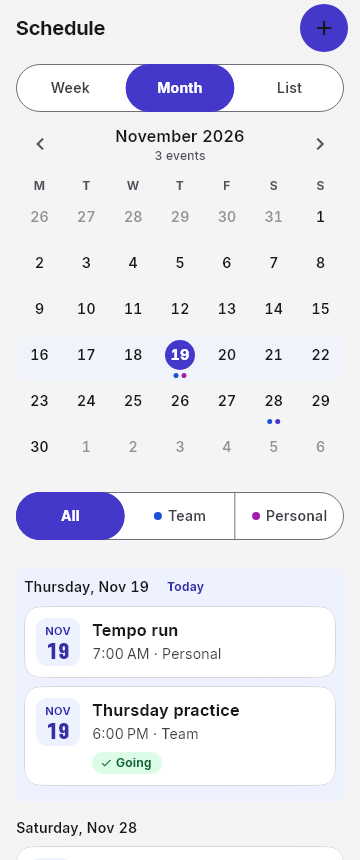 Schedule
Week Month List
November 2026
3 events
M T W T F S S
26 27 28 29 30 31 1
2 3 4 5 6 7 8
9 10 11 12 13 14 15
16 17 18 19 20 21 22
23 24 25 26 27 28 29
30 1 2 3 4 5 6
All Team Personal
Thursday, Nov 19 Today
NOV
19
Tempo run
7:00 AM · Personal
NOV
19
Thursday practice
6:00 PM · Team
Going
Saturday, Nov 28